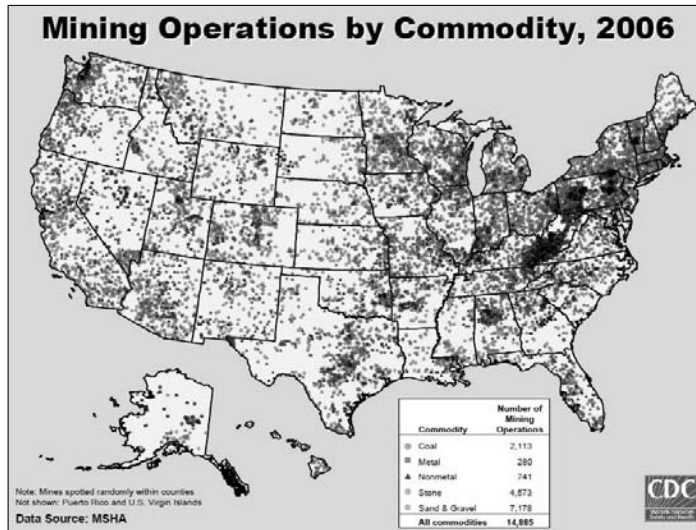 Mining Operations by Commodity, 2006
Commodity Number of Mining Operations
Coal 2,113
Metal 280
Nonmetal 741
Stone 4,573
Sand & Gravel 7,178
All commodities 14,885
Note: Mines spotted randomly within counties
Not shown: Puerto Rico and U.S. Virgin Islands
Data Source: MSHA
CDC